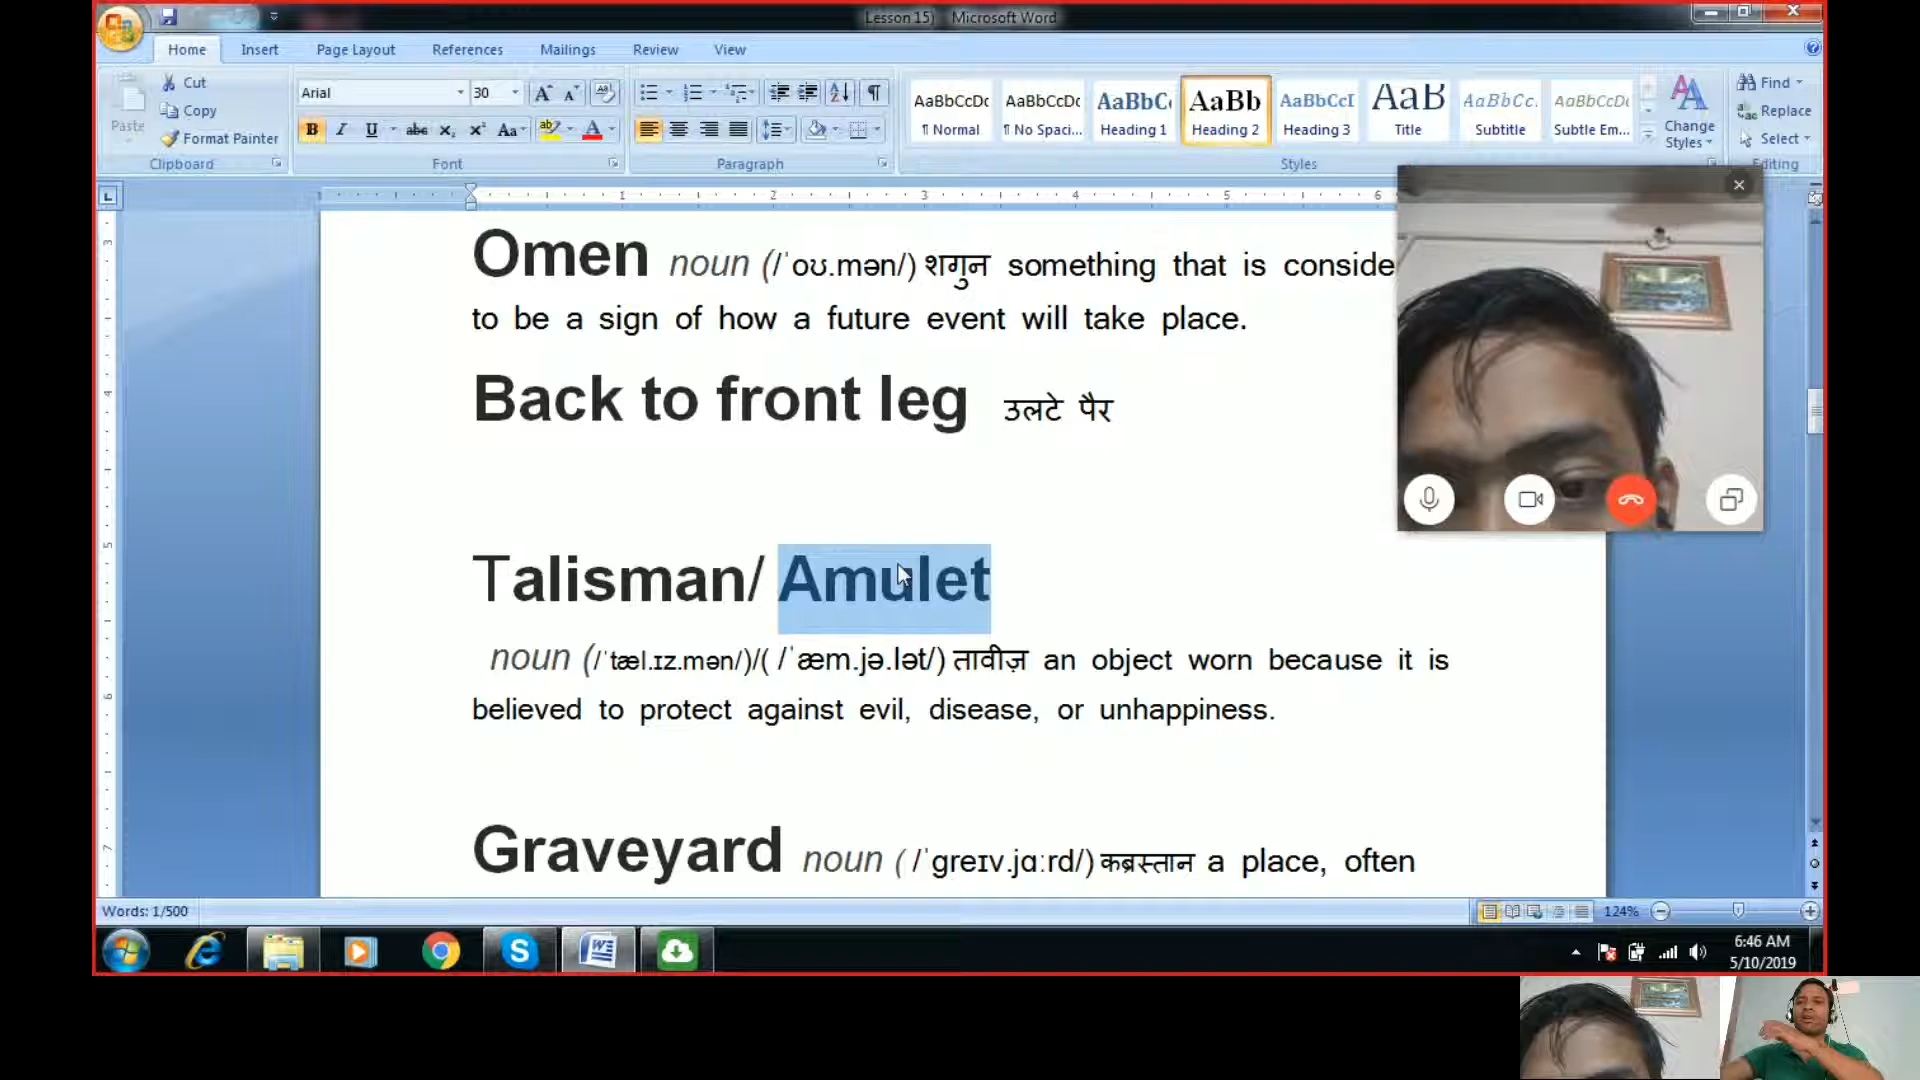 Lesson 15) Microsoft Word
Home Insert Page Layout References Mailings Review View
Cut
Copy
Format Painter
Paste
Clipboard
Arial 30
Font
Paragraph
AaBbCcDc AaBbCcDc AaBbC AaBb AaBbCcI AaB AaBbCc. AaBbCcDc
¶ Normal ¶ No Spaci... Heading 1 Heading 2 Heading 3 Title Subtitle Subtle Em...
Change Styles
Styles
Find
Replace
Select
Editing
Omen noun (/ˈoʊ.mən/) शगुन something that is conside
to be a sign of how a future event will take place.
Back to front leg उलटे पैर
Talisman/ Amulet
noun (/ˈtæl.ɪz.mən/)/( /ˈæm.jə.lət/) तावीज़ an object worn because it is
believed to protect against evil, disease, or unhappiness.
Graveyard noun ( /ˈɡreɪv.jɑːrd/) कब्रस्तान a place, often
Words: 1/500
124%
6:46 AM
5/10/2019